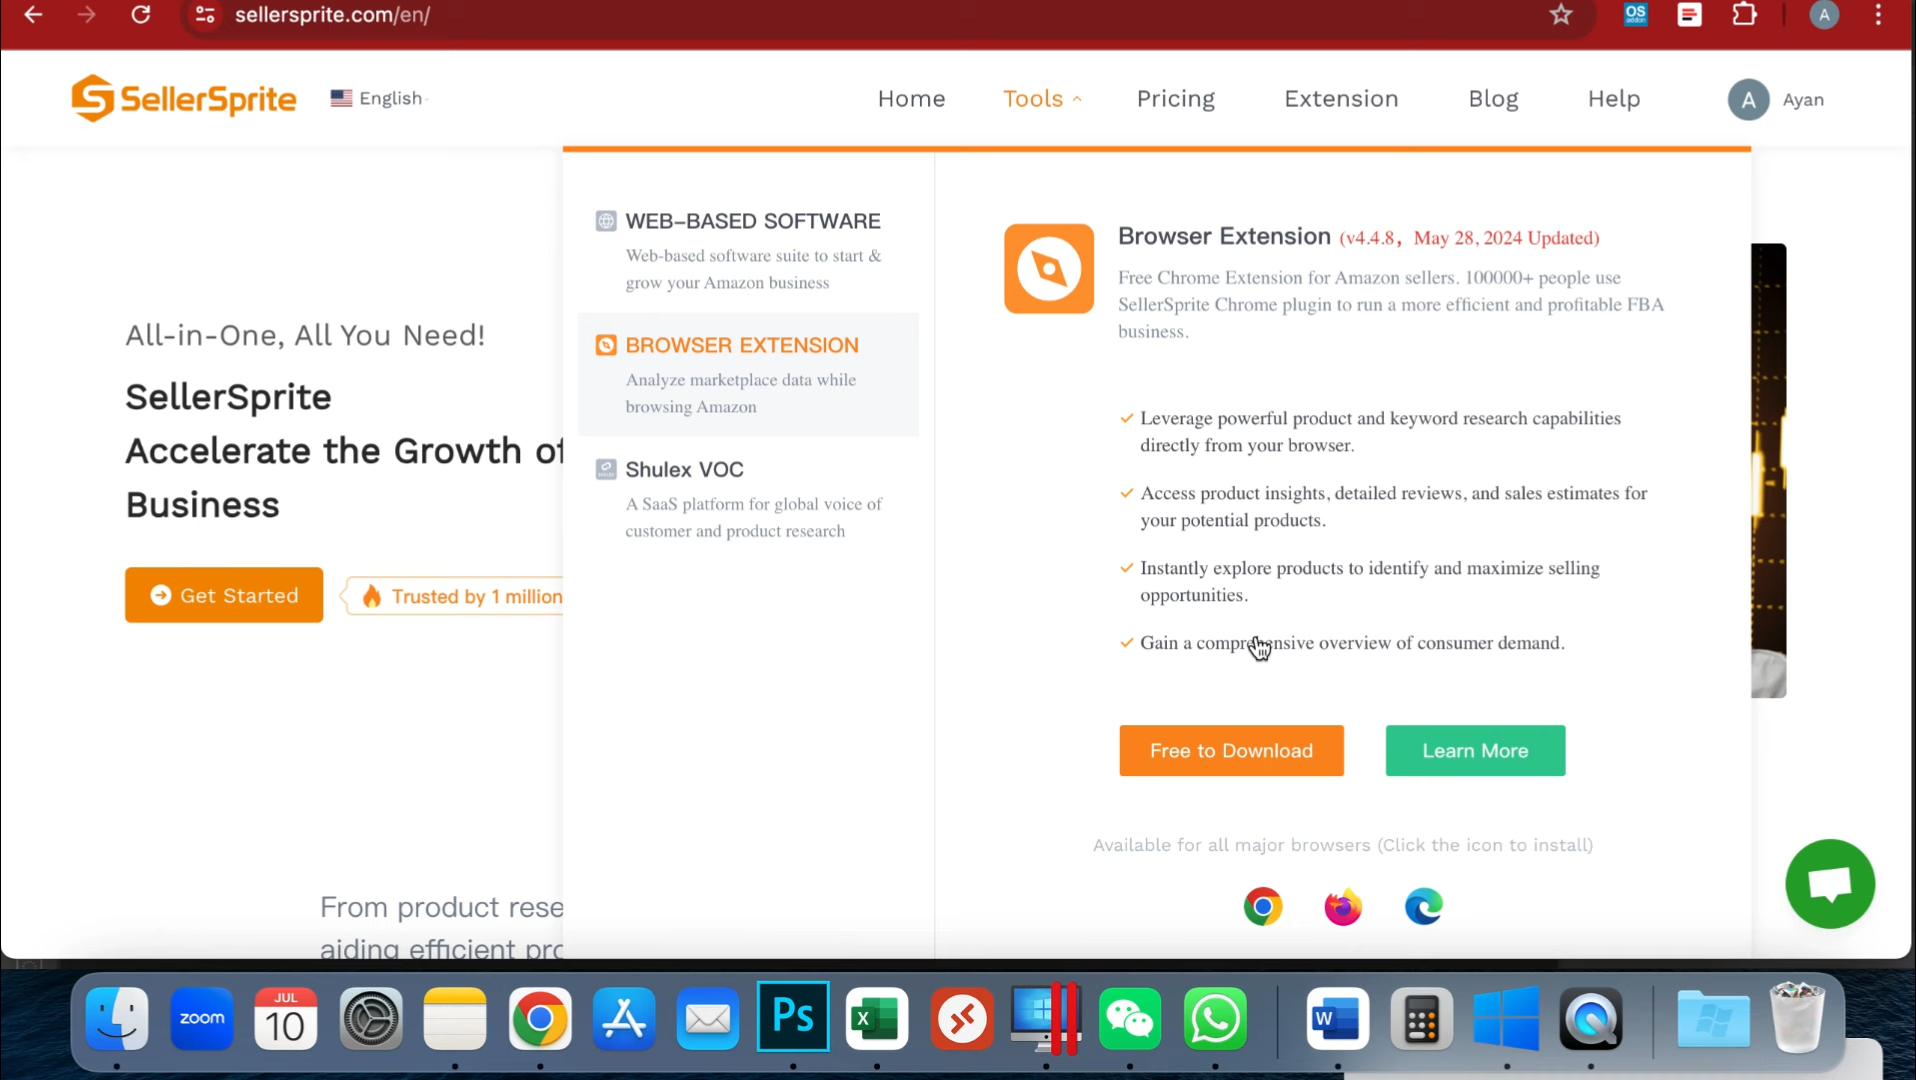 sellersprite.com/en/
OS
addon
A
SellerSprite
English
Home
Tools
Pricing
Extension
Blog
Help
A
Ayan
WEB-BASED SOFTWARE
Web-based software suite to start &
grow your Amazon business
BROWSER EXTENSION
Analyze marketplace data while
browsing Amazon
Shulex VOC
A SaaS platform for global voice of
customer and product research
Browser Extension (v4.4.8, May 28, 2024 Updated)
Free Chrome Extension for Amazon sellers. 100000+ people use
SellerSprite Chrome plugin to run a more efficient and profitable FBA
business.
Leverage powerful product and keyword research capabilities
directly from your browser.
Access product insights, detailed reviews, and sales estimates for
your potential products.
Instantly explore products to identify and maximize selling
opportunities.
Gain a comprehensive overview of consumer demand.
Free to Download
Learn More
Available for all major browsers (Click the icon to install)
All-in-One, All You Need!
SellerSprite
Accelerate the Growth of
Business
Get Started
Trusted by 1 million
From product rese
aiding efficient pro
zoom
JUL
10
Ps
X
W